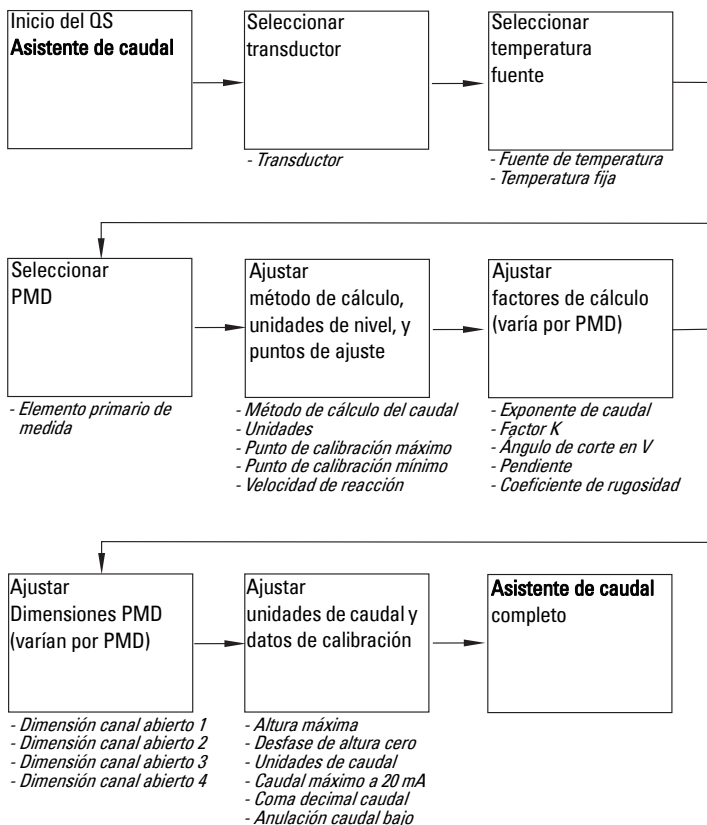 Inicio del QS
Asistente de caudal
Seleccionar
transductor
- Transductor
Seleccionar
temperatura
fuente
- Fuente de temperatura
- Temperatura fija
Seleccionar
PMD
- Elemento primario de
medida
Ajustar
método de cálculo,
unidades de nivel, y
puntos de ajuste
- Método de cálculo del caudal
- Unidades
- Punto de calibración máximo
- Punto de calibración mínimo
- Velocidad de reacción
Ajustar
factores de cálculo
(varía por PMD)
- Exponente de caudal
- Factor K
- Ángulo de corte en V
- Pendiente
- Coeficiente de rugosidad
Ajustar
Dimensiones PMD
(varían por PMD)
- Dimensión canal abierto 1
- Dimensión canal abierto 2
- Dimensión canal abierto 3
- Dimensión canal abierto 4
Ajustar
unidades de caudal y
datos de calibración
- Altura máxima
- Desfase de altura cero
- Unidades de caudal
- Caudal máximo a 20 mA
- Coma decimal caudal
- Anulación caudal bajo
Asistente de caudal
completo